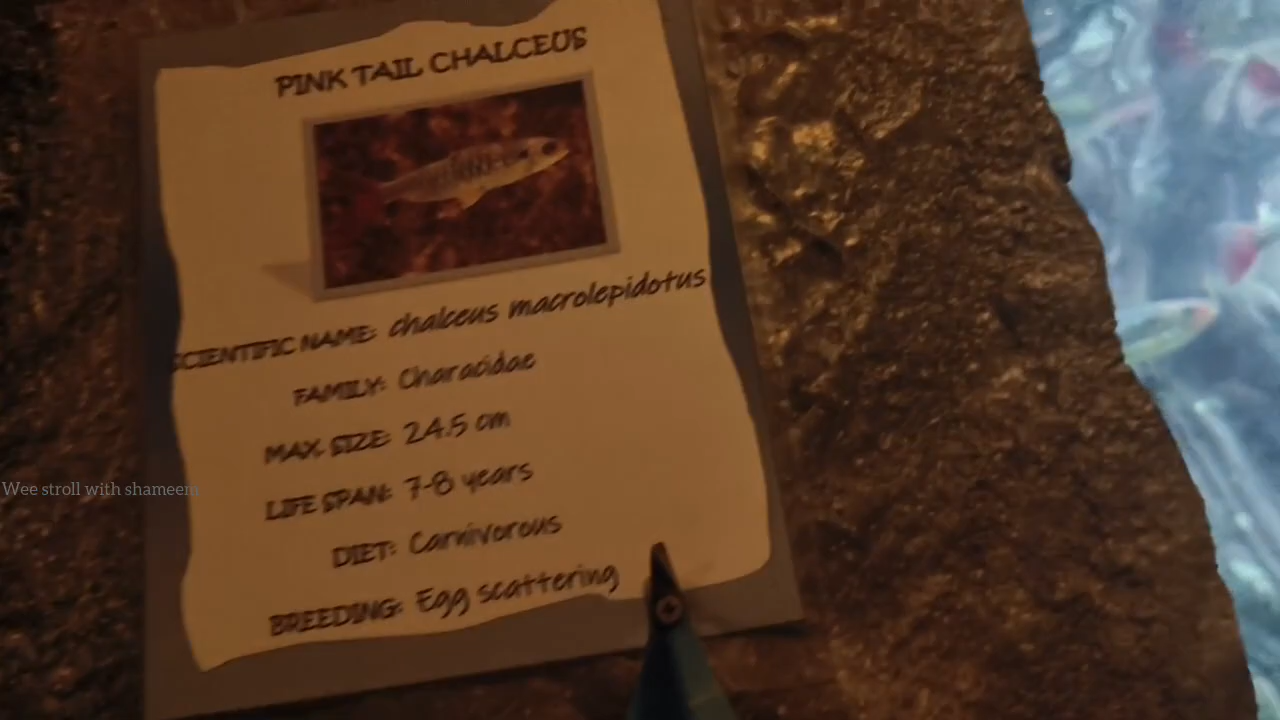 PINK TAIL CHALCEUS
SCIENTIFIC NAME: chalceus macrolepidotus
FAMILY: Characidae
MAX SIZE: 24.5 cm
LIFE SPAN: 7-8 years
DIET: Carnivorous
BREEDING: Egg scattering
Wee stroll with shameem